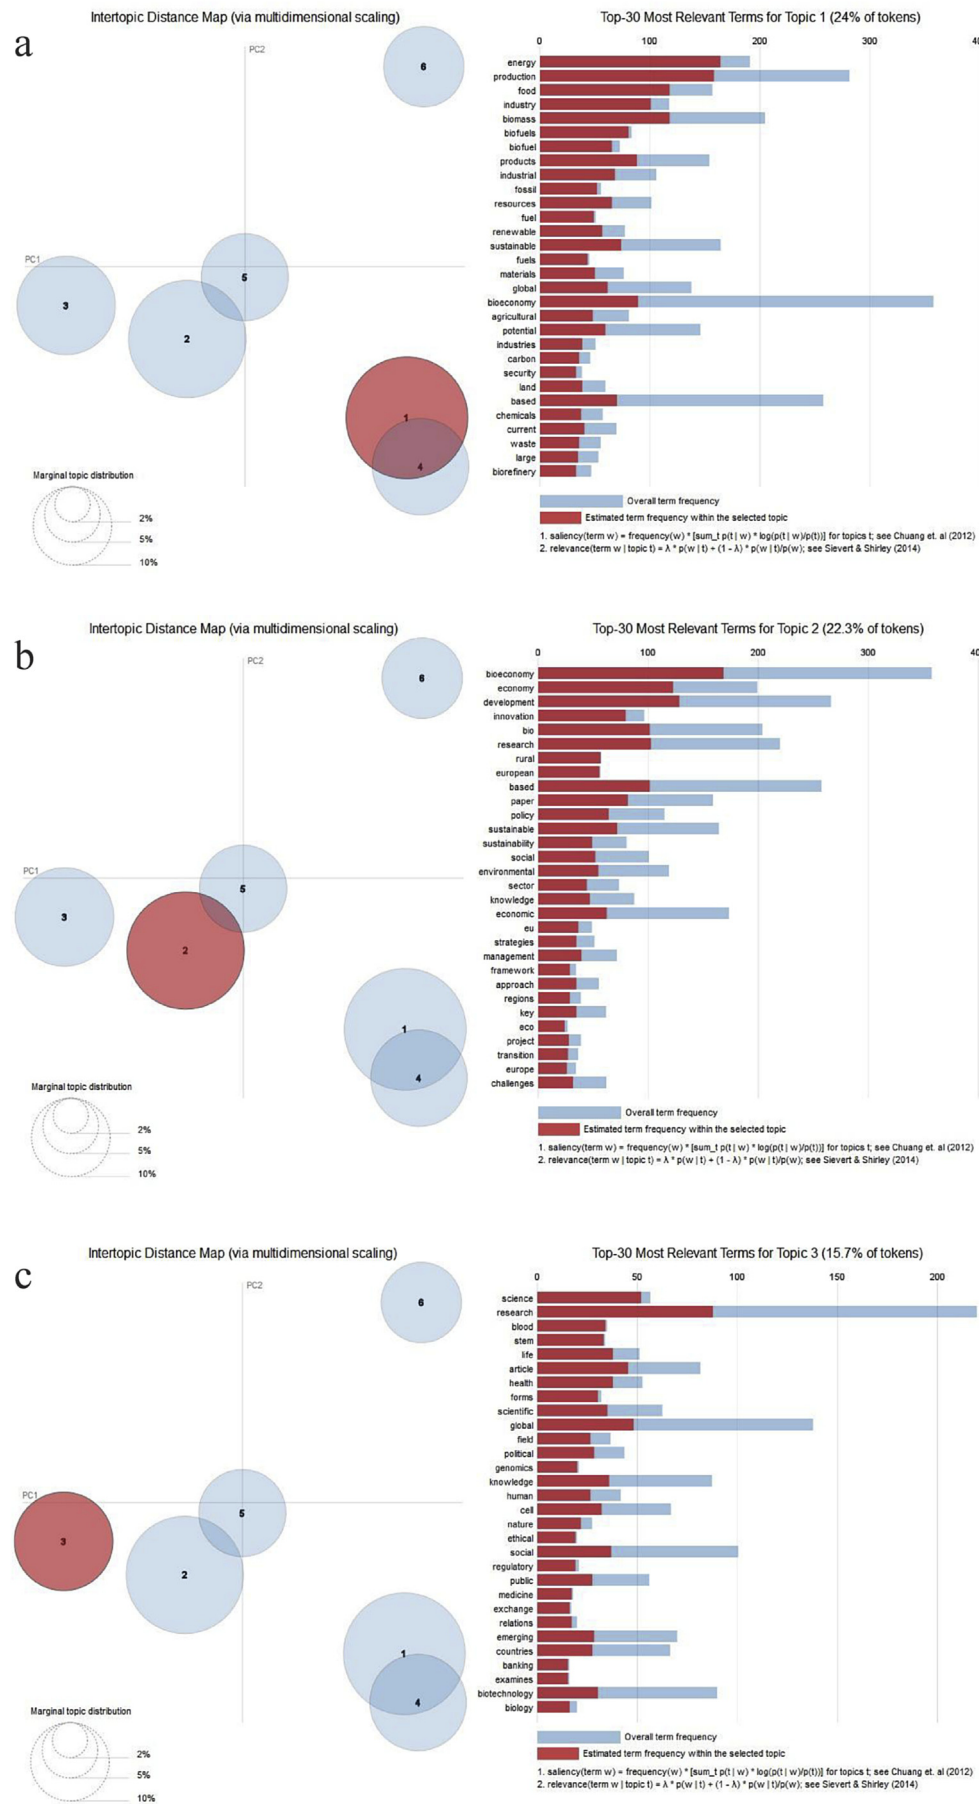 a
Intertopic Distance Map (via multidimensional scaling)
PC2
PC1
6
5
3
2
1
4
Marginal topic distribution
2%
5%
10%
Top-30 Most Relevant Terms for Topic 1 (24% of tokens)
0 100 200 300 40
energy
production
food
industry
biomass
biofuels
biofuel
products
industrial
fossil
resources
fuel
renewable
sustainable
fuels
materials
global
bioeconomy
agricultural
potential
industries
carbon
security
land
based
chemicals
current
waste
large
biorefinery
Overall term frequency
Estimated term frequency within the selected topic
1. saliency(term w) = frequency(w) * [sum_t p(t | w) * log(p(t | w)/p(t))] for topics t; see Chuang et. al (2012)
2. relevance(term w | topic t) = λ * p(w | t) + (1 - λ) * p(w | t)/p(w); see Sievert & Shirley (2014)
b
Intertopic Distance Map (via multidimensional scaling)
PC2
PC1
6
5
3
2
1
4
Marginal topic distribution
2%
5%
10%
Top-30 Most Relevant Terms for Topic 2 (22.3% of tokens)
0 100 200 300 40
bioeconomy
economy
development
innovation
bio
research
rural
european
based
paper
policy
sustainable
sustainability
social
environmental
sector
knowledge
economic
eu
strategies
management
framework
approach
regions
key
eco
project
transition
europe
challenges
Overall term frequency
Estimated term frequency within the selected topic
1. saliency(term w) = frequency(w) * [sum_t p(t | w) * log(p(t | w)/p(t))] for topics t; see Chuang et. al (2012)
2. relevance(term w | topic t) = λ * p(w | t) + (1 - λ) * p(w | t)/p(w); see Sievert & Shirley (2014)
c
Intertopic Distance Map (via multidimensional scaling)
PC2
PC1
6
5
3
2
1
4
Marginal topic distribution
2%
5%
10%
Top-30 Most Relevant Terms for Topic 3 (15.7% of tokens)
0 50 100 150 200
science
research
blood
stem
life
article
health
forms
scientific
global
field
political
genomics
knowledge
human
cell
nature
ethical
social
regulatory
public
medicine
exchange
relations
emerging
countries
banking
examines
biotechnology
biology
Overall term frequency
Estimated term frequency within the selected topic
1. saliency(term w) = frequency(w) * [sum_t p(t | w) * log(p(t | w)/p(t))] for topics t; see Chuang et. al (2012)
2. relevance(term w | topic t) = λ * p(w | t) + (1 - λ) * p(w | t)/p(w); see Sievert & Shirley (2014)